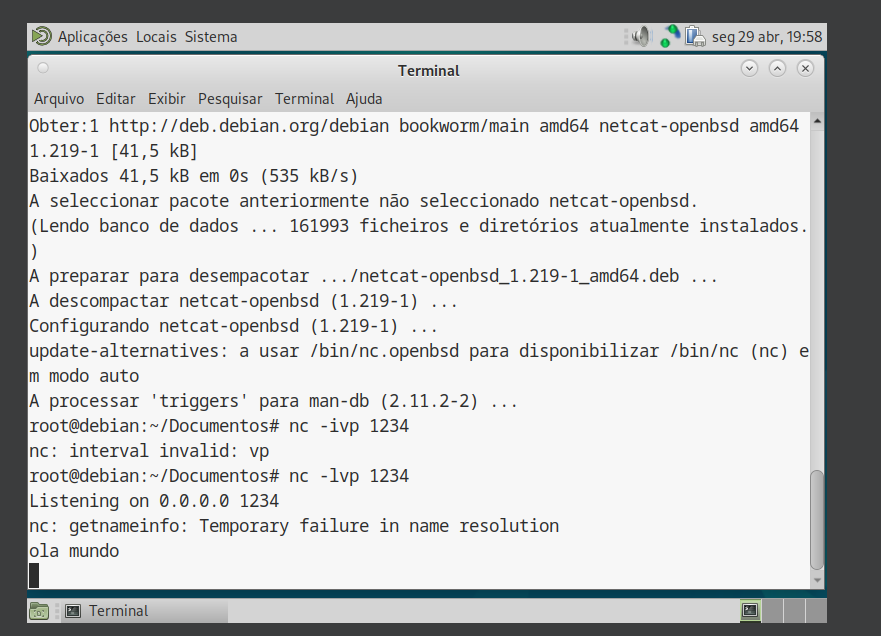 Aplicações Locais Sistema seg 29 abr, 19:58
Terminal
Arquivo Editar Exibir Pesquisar Terminal Ajuda
Obter:1 http://deb.debian.org/debian bookworm/main amd64 netcat-openbsd amd64
1.219-1 [41,5 kB]
Baixados 41,5 kB em 0s (535 kB/s)
A seleccionar pacote anteriormente não seleccionado netcat-openbsd.
(Lendo banco de dados ... 161993 ficheiros e diretórios atualmente instalados.
)
A preparar para desempacotar .../netcat-openbsd_1.219-1_amd64.deb ...
A descompactar netcat-openbsd (1.219-1) ...
Configurando netcat-openbsd (1.219-1) ...
update-alternatives: a usar /bin/nc.openbsd para disponibilizar /bin/nc (nc) e
m modo auto
A processar 'triggers' para man-db (2.11.2-2) ...
root@debian:~/Documentos# nc -ivp 1234
nc: interval invalid: vp
root@debian:~/Documentos# nc -lvp 1234
Listening on 0.0.0.0 1234
nc: getnameinfo: Temporary failure in name resolution
ola mundo
Terminal